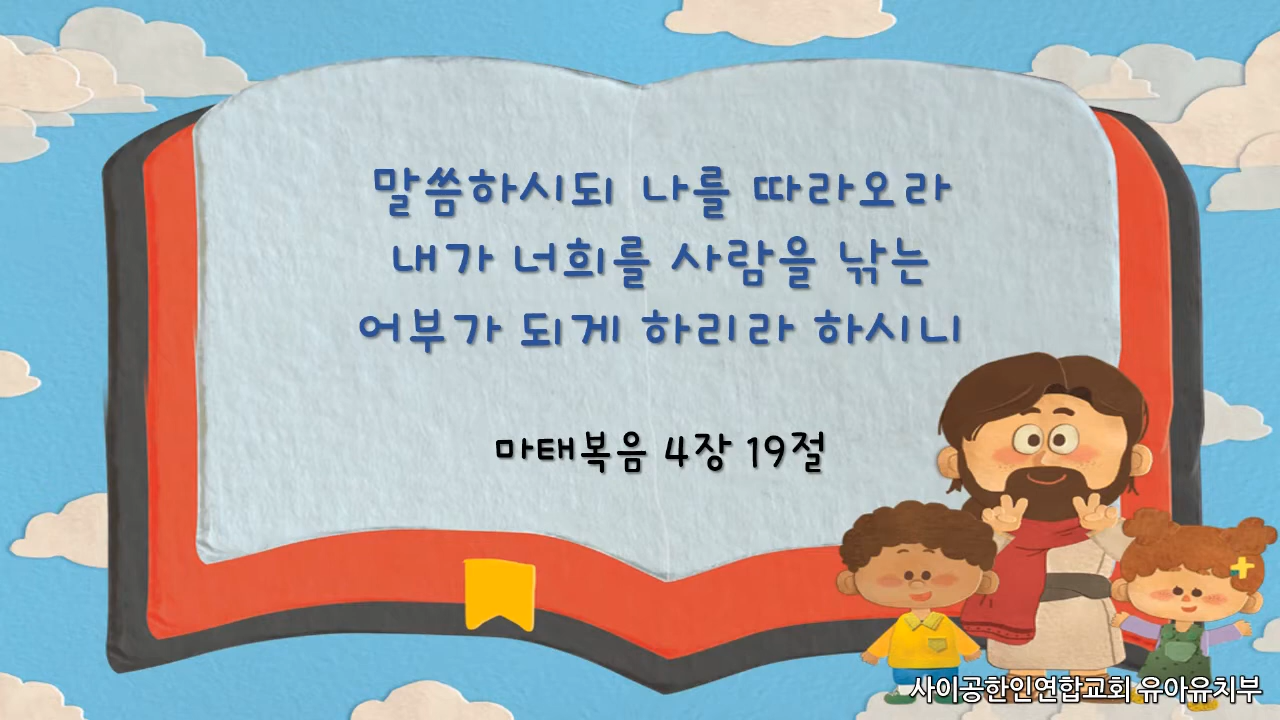 말씀하시되 나를 따라오라
내가 너희를 사람을 낚는
어부가 되게 하리라 하시니
마태복음 4장 19절
사이공한인연합교회 유아유치부